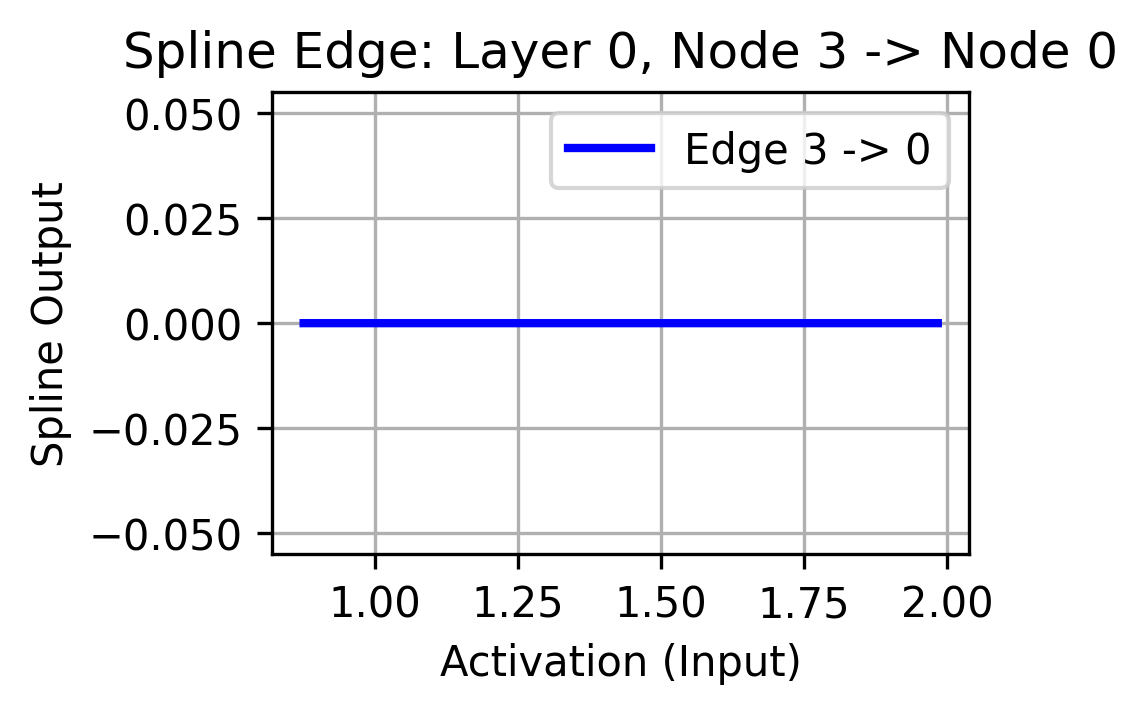 Spline Edge: Layer 0, Node 3 -> Node 0
Edge 3 -> 0
0.050
0.025
0.000
−0.025
−0.050
Spline Output
1.00 1.25 1.50 1.75 2.00
Activation (Input)